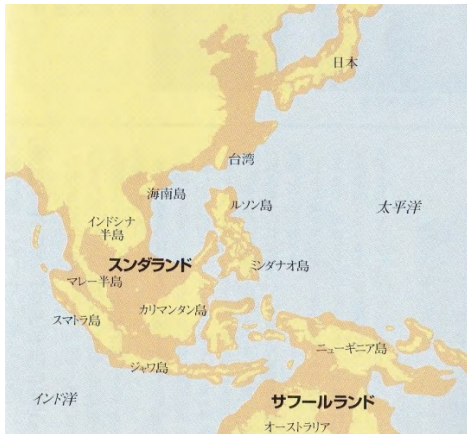 日本
台湾
海南島
ルソン島
太平洋
インドシナ
半島
スンダランド
ミンダナオ島
マレー半島
カリマンタン島
スマトラ島
ニューギニア島
ジャワ島
インド洋
サフールランド
オーストラリア